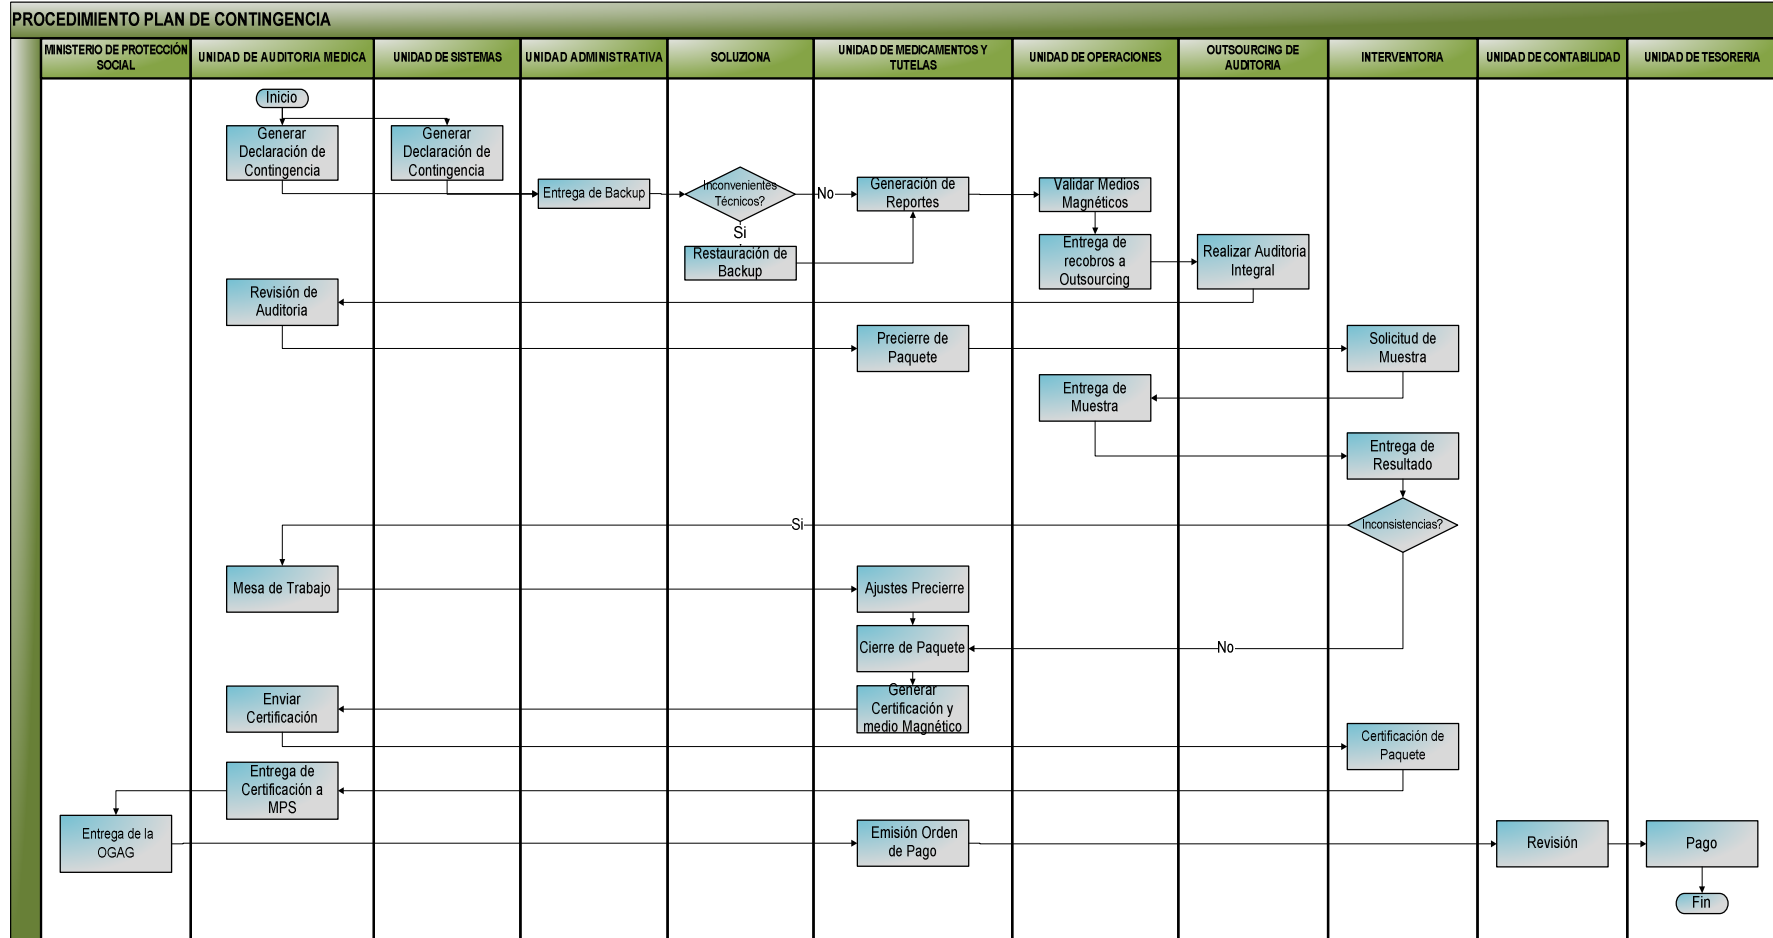 PROCEDIMIENTO PLAN DE CONTINGENCIA
MINISTERIO DE PROTECCIÓN
SOCIAL
UNIDAD DE AUDITORIA MEDICA
UNIDAD DE SISTEMAS
UNIDAD ADMINISTRATIVA
SOLUZIONA
UNIDAD DE MEDICAMENTOS Y
TUTELAS
UNIDAD DE OPERACIONES
OUTSOURCING DE
AUDITORIA
INTERVENTORIA
UNIDAD DE CONTABILIDAD
UNIDAD DE TESORERIA
Inicio
Generar
Declaración de
Contingencia
Generar
Declaración de
Contingencia
Entrega de Backup
Inconvenientes
Técnicos?
No
Si
Restauración de
Backup
Generación de
Reportes
Validar Medios
Magnéticos
Entrega de
recobros a
Outsourcing
Realizar Auditoria
Integral
Revisión de
Auditoria
Precierre de
Paquete
Solicitud de
Muestra
Entrega de
Muestra
Entrega de
Resultado
Inconsistencias?
Si
Mesa de Trabajo
Ajustes Precierre
Cierre de Paquete
No
Generar
Certificación y
medio Magnético
Enviar
Certificación
Certificación de
Paquete
Entrega de
Certificación a
MPS
Entrega de la
OGAG
Emisión Orden
de Pago
Revisión
Pago
Fin